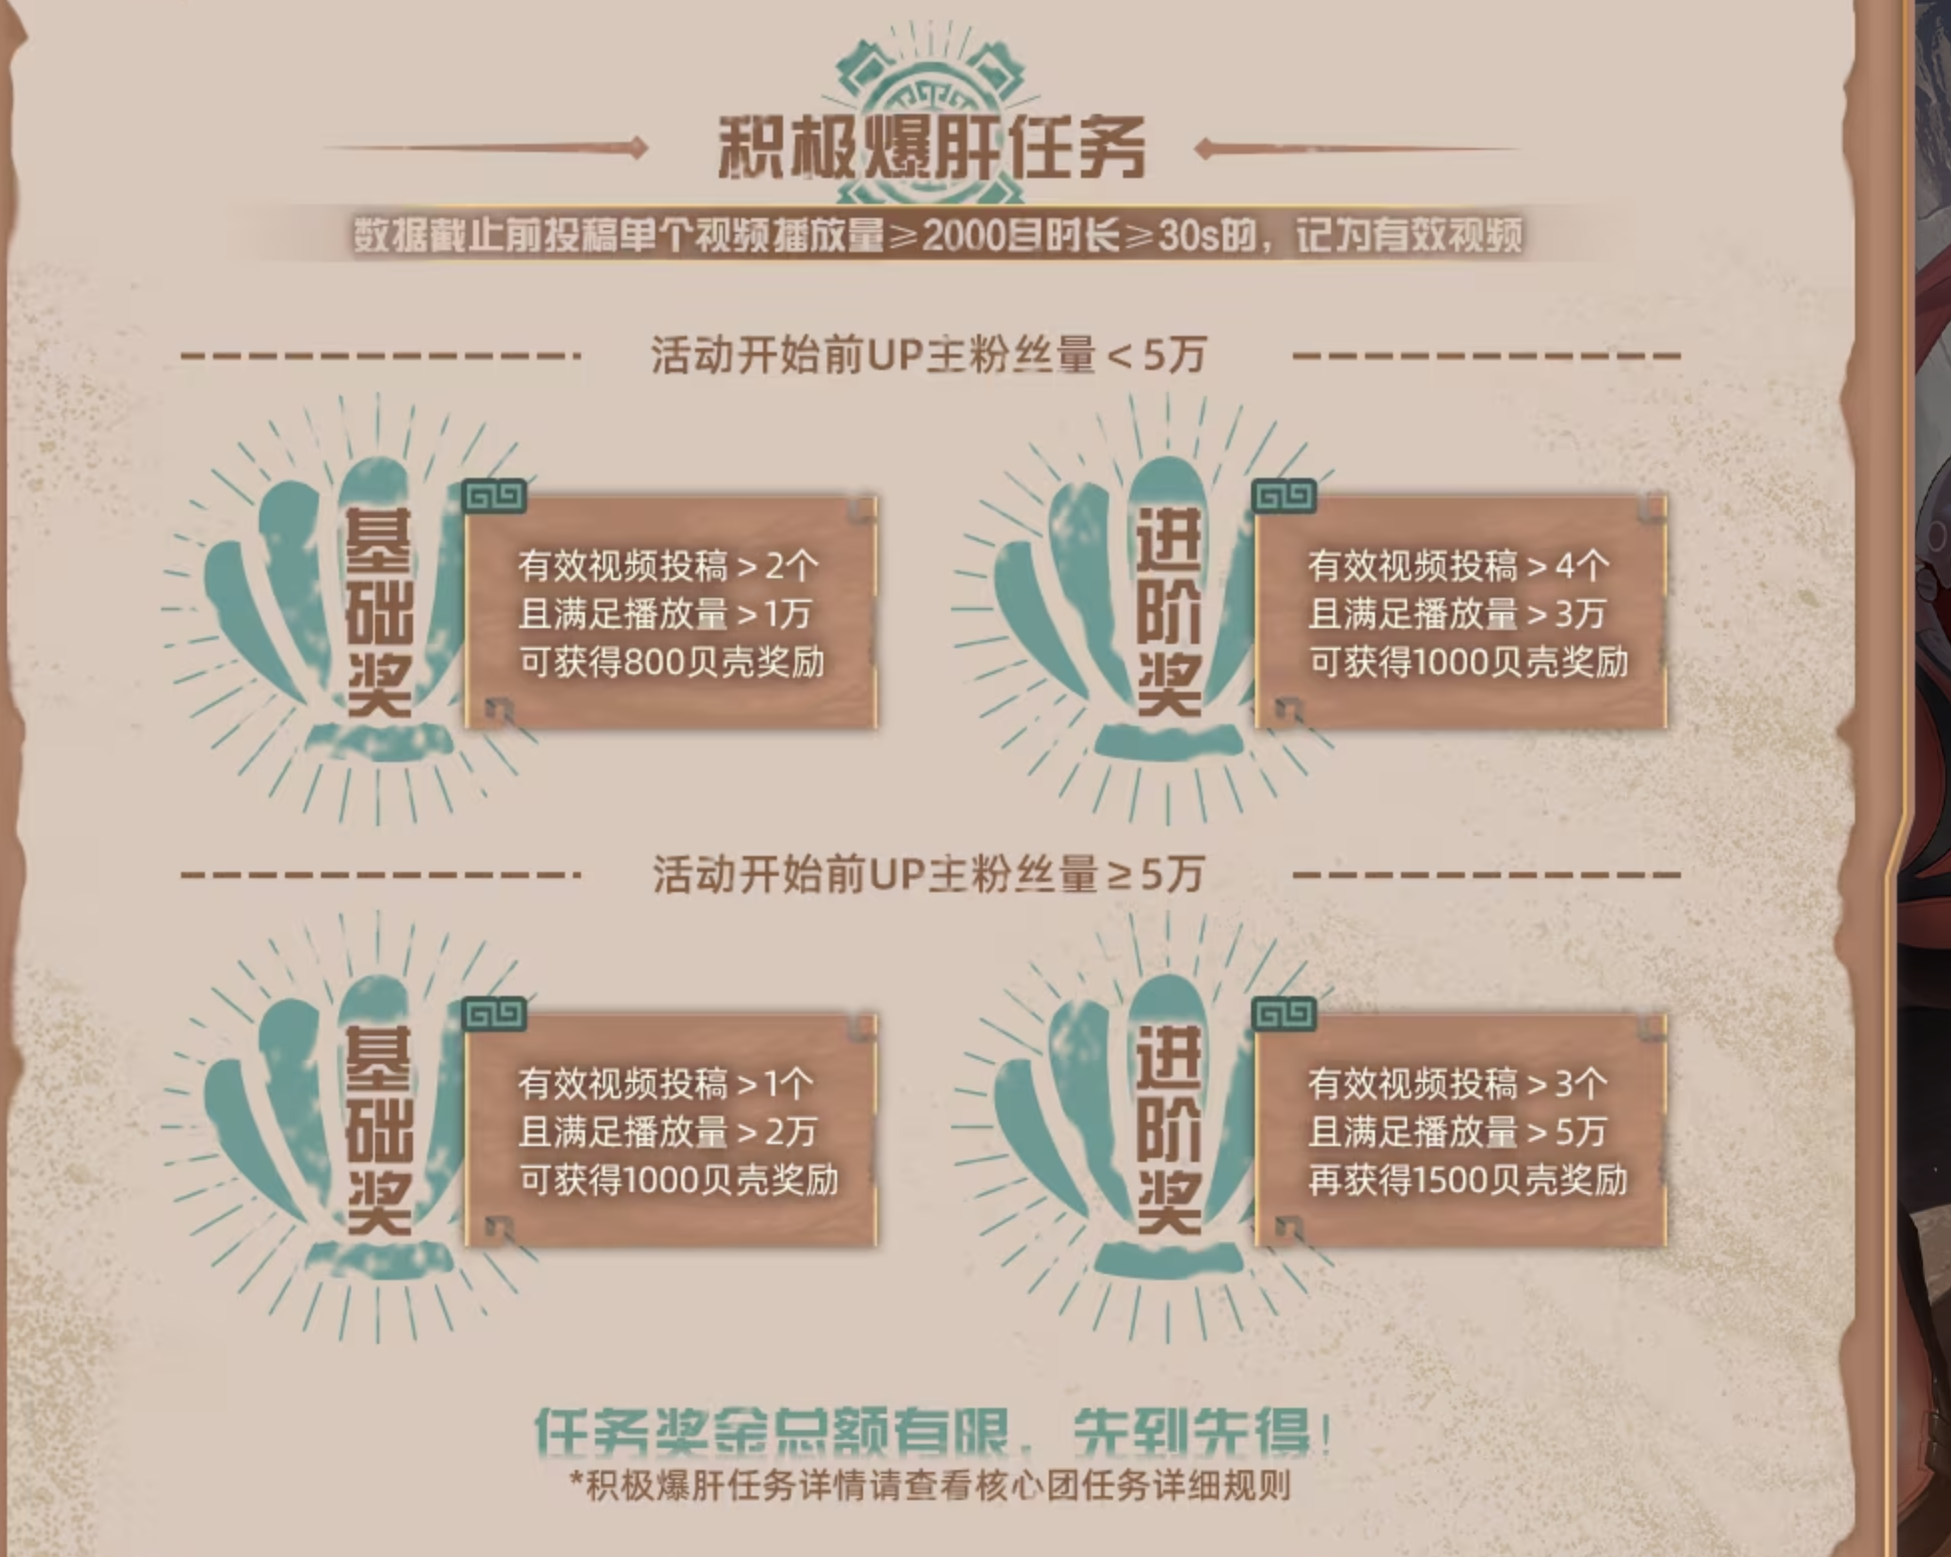 积极爆肝任务
数据截止前投稿单个视频播放量≥2000且时长≥30s的，记为有效视频
活动开始前UP主粉丝量<5万
基础奖
有效视频投稿>2个
且满足播放量>1万
可获得800贝壳奖励
进阶奖
有效视频投稿>4个
且满足播放量>3万
可获得1000贝壳奖励
活动开始前UP主粉丝量≥5万
基础奖
有效视频投稿>1个
且满足播放量>2万
可获得1000贝壳奖励
进阶奖
有效视频投稿>3个
且满足播放量>5万
再获得1500贝壳奖励
任务奖金总额有限，先到先得！
*积极爆肝任务详情请查看核心团任务详细规则